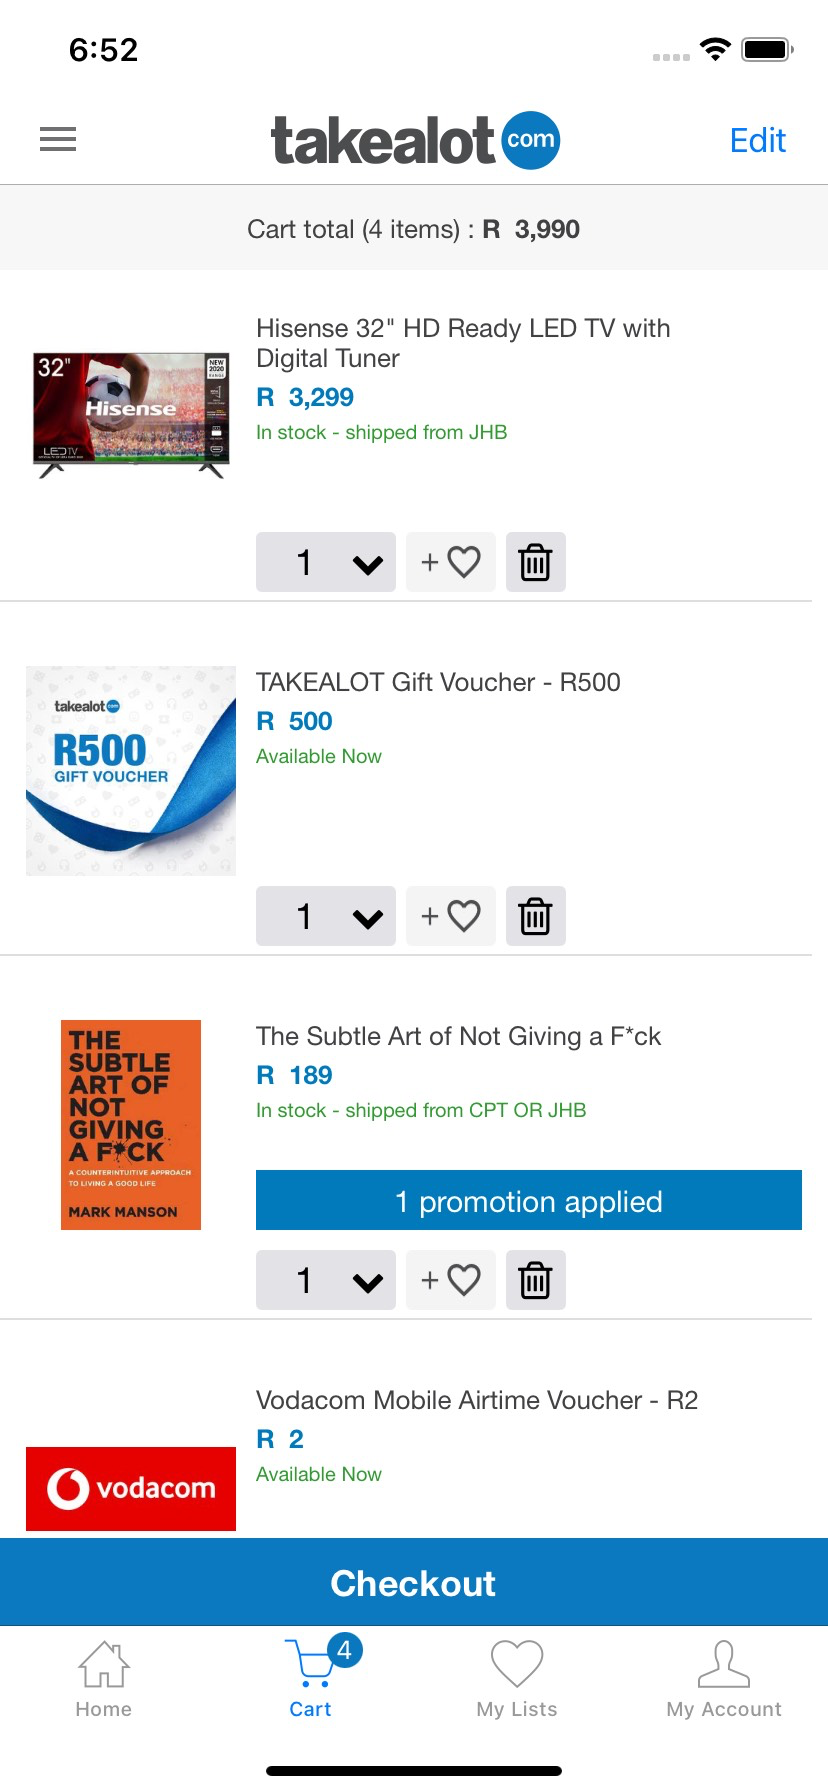 6:52
takealot com
Edit
Cart total (4 items) : R 3,990
Hisense 32" HD Ready LED TV with
Digital Tuner
R 3,299
In stock - shipped from JHB
32"
NEW
2020
Hisense
LED TV
1
+
TAKEALOT Gift Voucher - R500
R 500
Available Now
takealot com
R500
GIFT VOUCHER
1
+
The Subtle Art of Not Giving a F*ck
R 189
In stock - shipped from CPT OR JHB
THE
SUBTLE
ART OF
NOT
GIVING
A F*CK
A COUNTERINTUITIVE APPROACH
TO LIVING A GOOD LIFE
MARK MANSON
1 promotion applied
1
+
Vodacom Mobile Airtime Voucher - R2
R 2
Available Now
vodacom
Checkout
4
Home
Cart
My Lists
My Account